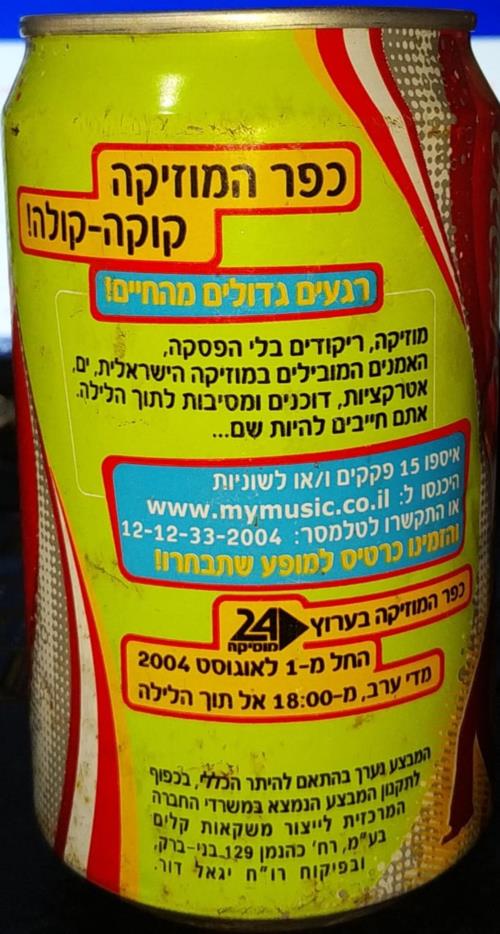 כפר המוזיקה
קוקה-קולה!
רגעים גדולים מהחיים!
מוזיקה, ריקודים בלי הפסקה,
האמנים המובילים במוזיקה הישראלית, ים,
אטרקציות, דוכנים ומסיבות לתוך הלילה.
אתם חייבים להיות שם...
איספו 15 פקקים ו/או לשוניות
היכנסו ל: www.mymusic.co.il
או התקשרו לטלמסר: 12-12-33-2004
והזמינו כרטיס למופע שתבחרו!
כפר המוזיקה בערוץ 24
מוסיקה
החל מ-1 לאוגוסט 2004
מדי ערב, מ-18:00 אל תוך הלילה
המבצע נערך בהתאם להיתר הכללי, בכפוף
לתקנון המבצע הנמצא במשרדי החברה
המרכזית לייצור משקאות קלים
בע"מ, רח' כהנמן 129 בני-ברק,
ובפיקוח רו"ח יגאל דור.